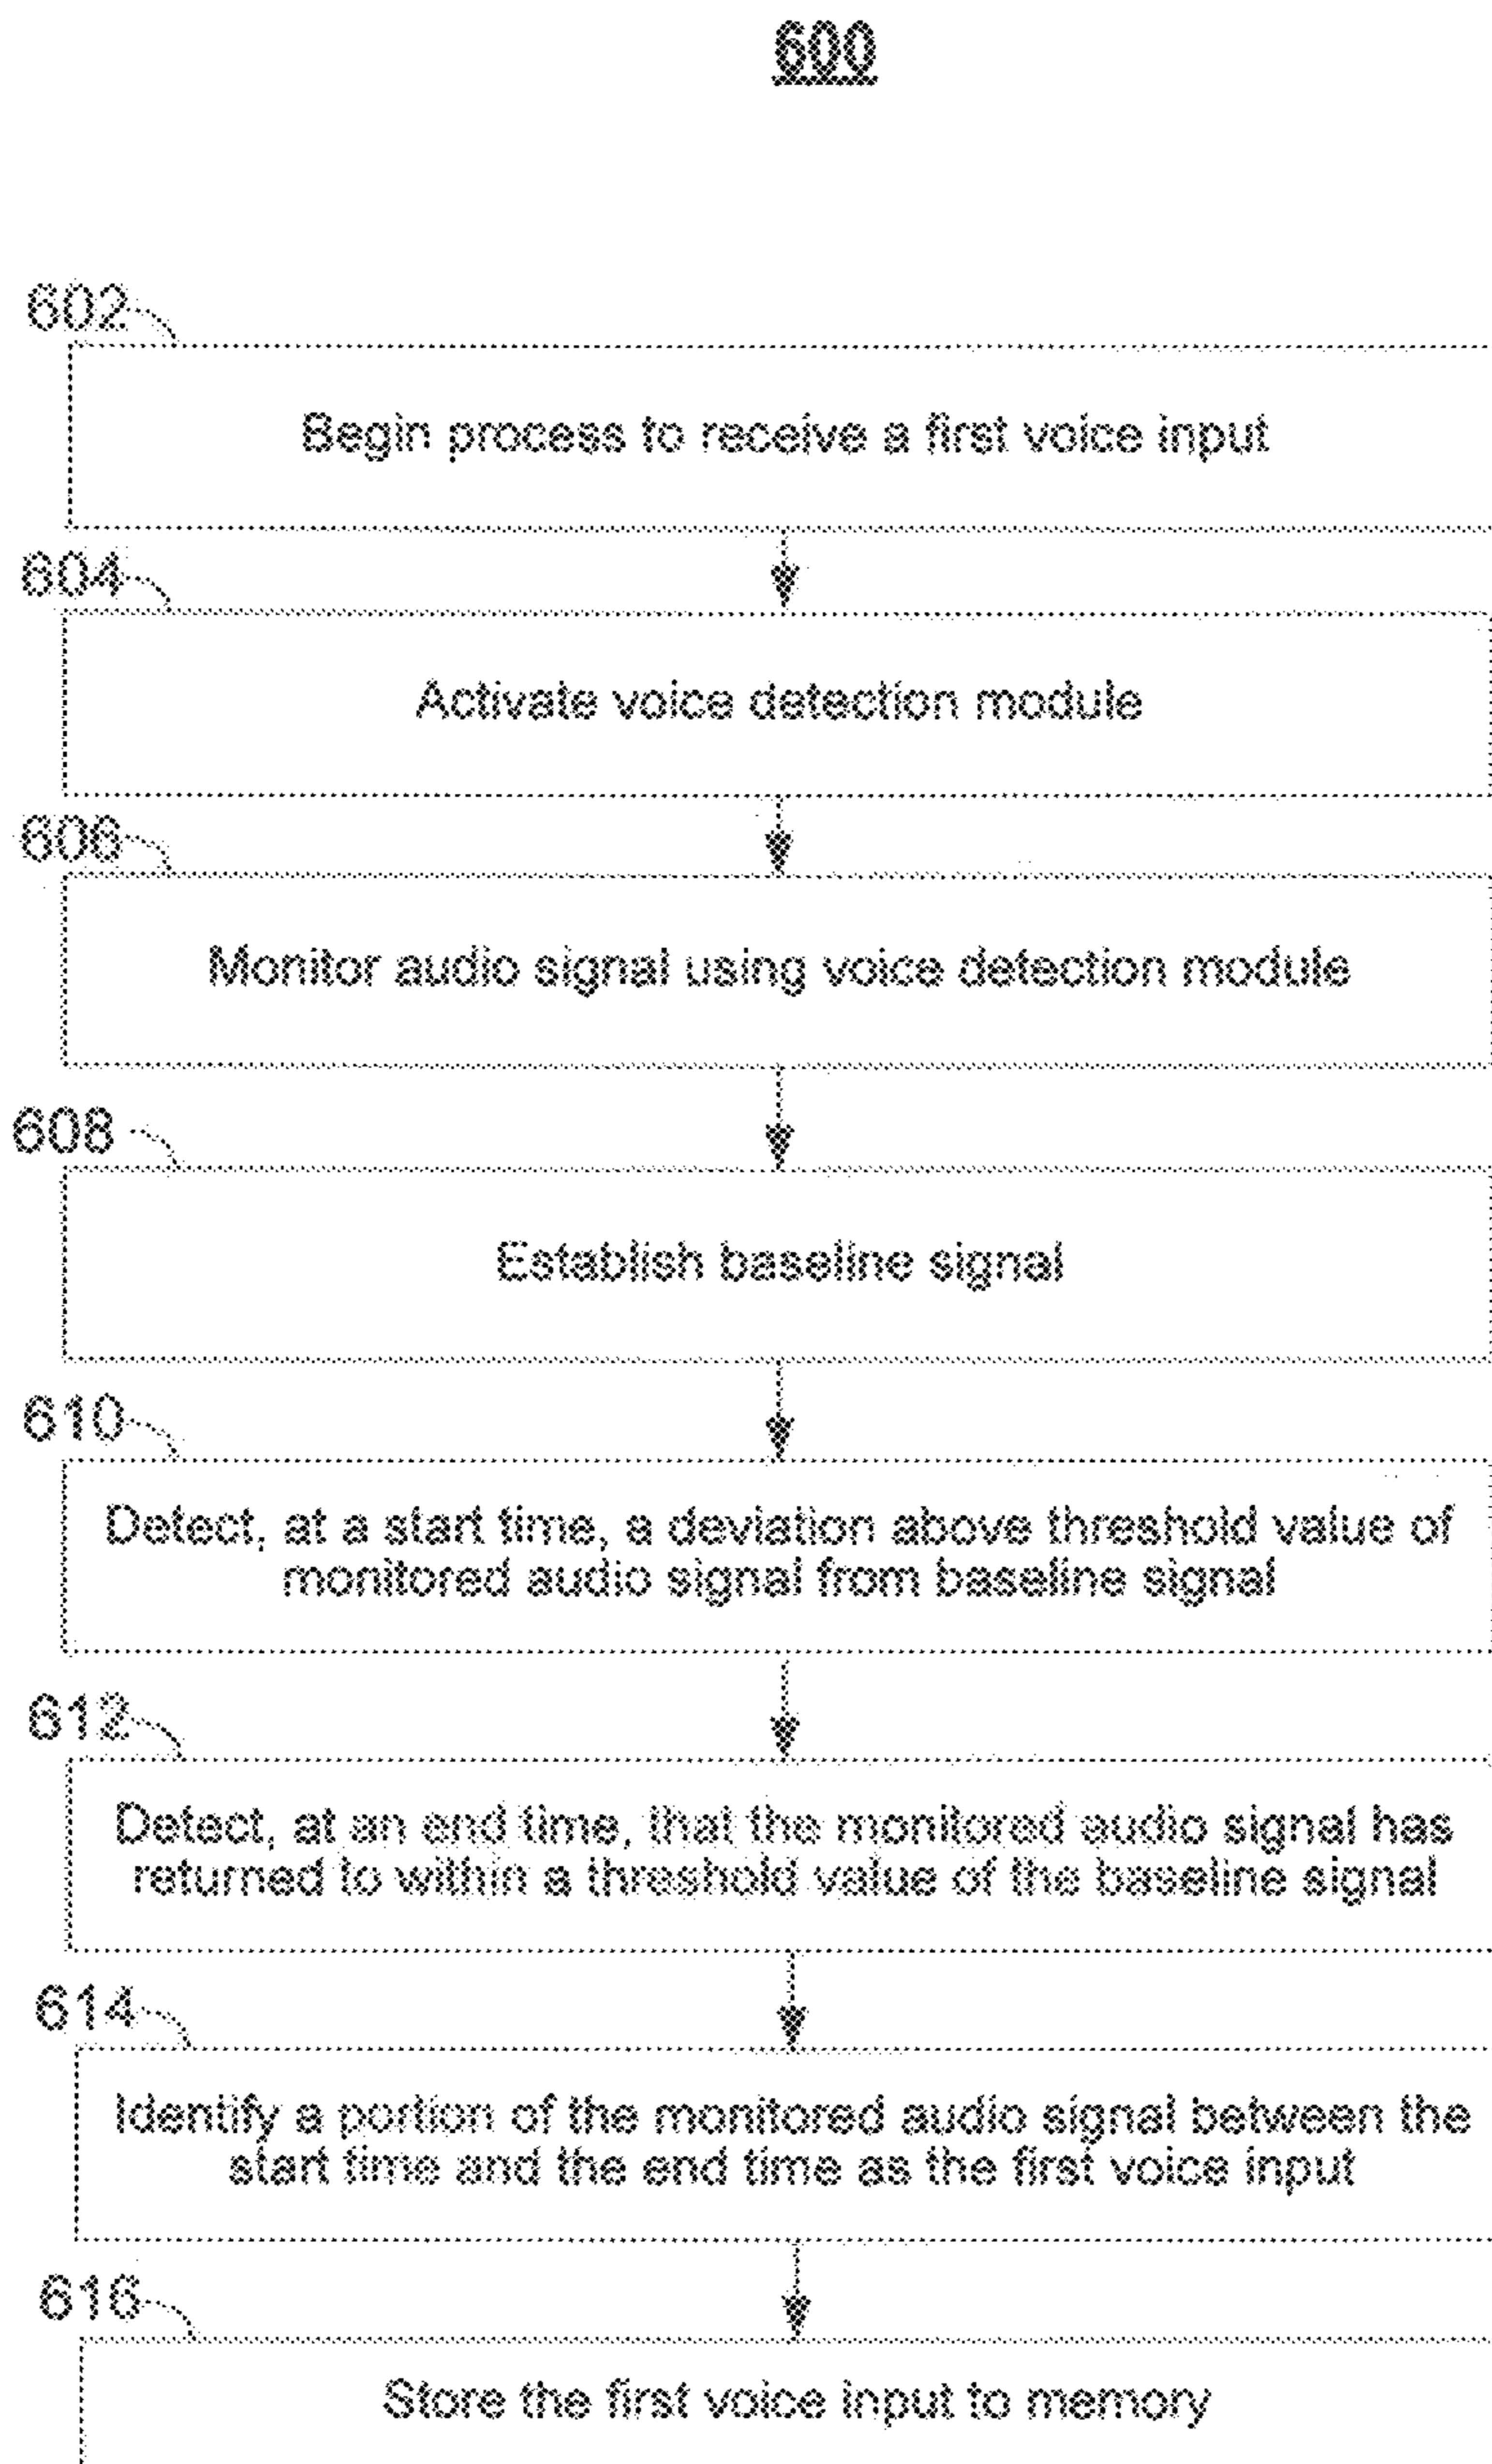 600
602
Begin process to receive a first voice input
604
Activate voice detection module
606
Monitor audio signal using voice detection module
608
Establish baseline signal
610
Detect, at a start time, a deviation above threshold value of
monitored audio signal from baseline signal
612
Detect, at an end time, that the monitored audio signal has
returned to within a threshold value of the baseline signal
614
Identify a portion of the monitored audio signal between the
start time and the end time as the first voice input
616
Store the first voice input to memory